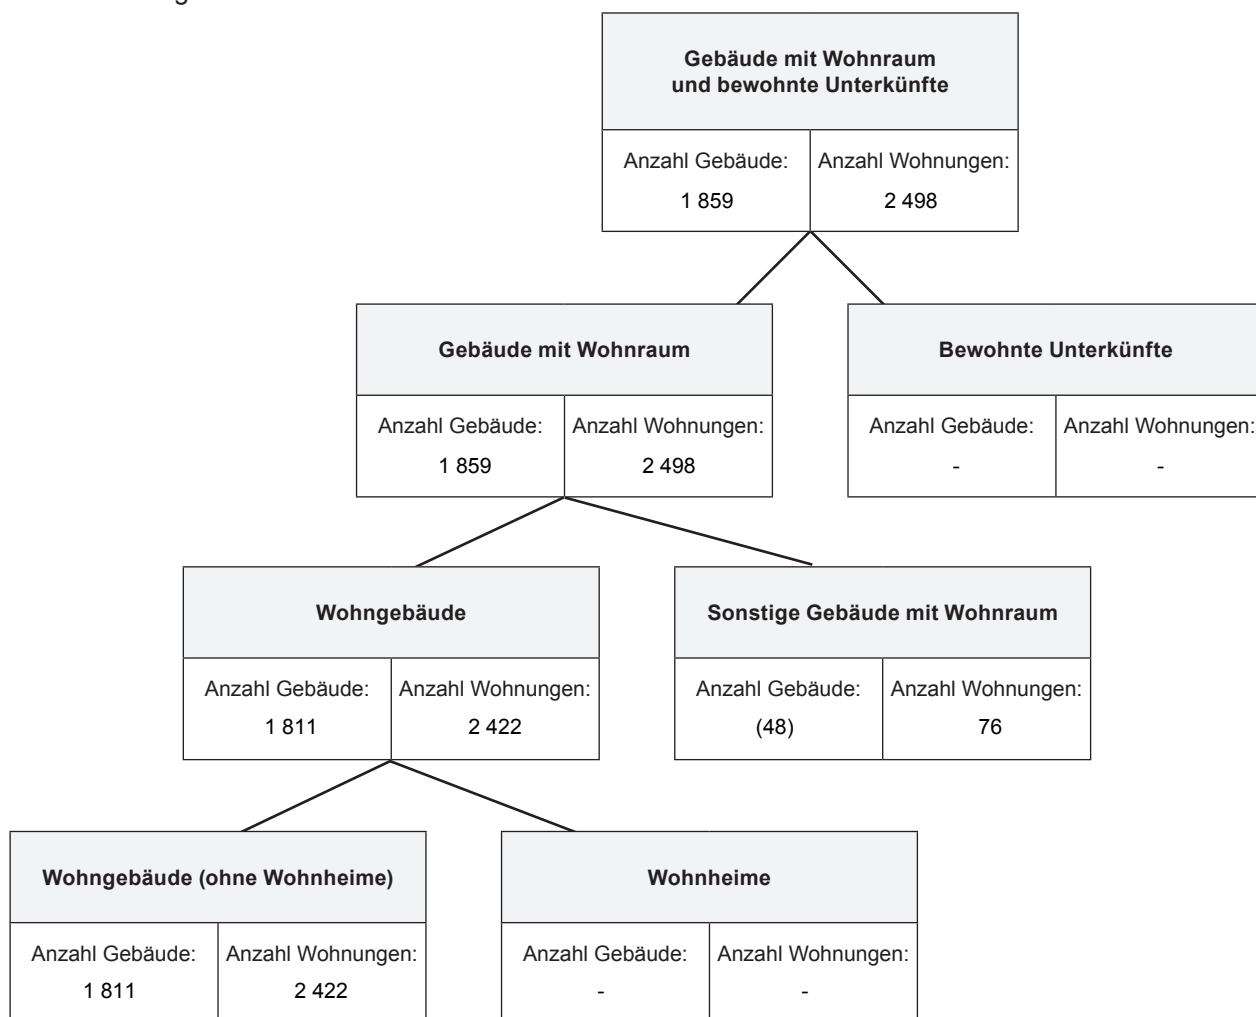 Gebäude mit Wohnraum
und bewohnte Unterkünfte
Anzahl Gebäude: Anzahl Wohnungen:
1 859 2 498
Gebäude mit Wohnraum Bewohnte Unterkünfte
Anzahl Gebäude: Anzahl Wohnungen: Anzahl Gebäude: Anzahl Wohnungen:
1 859 2 498 - -
Wohngebäude Sonstige Gebäude mit Wohnraum
Anzahl Gebäude: Anzahl Wohnungen: Anzahl Gebäude: Anzahl Wohnungen:
1 811 2 422 (48) 76
Wohngebäude (ohne Wohnheime) Wohnheime
Anzahl Gebäude: Anzahl Wohnungen: Anzahl Gebäude: Anzahl Wohnungen:
1 811 2 422 - -